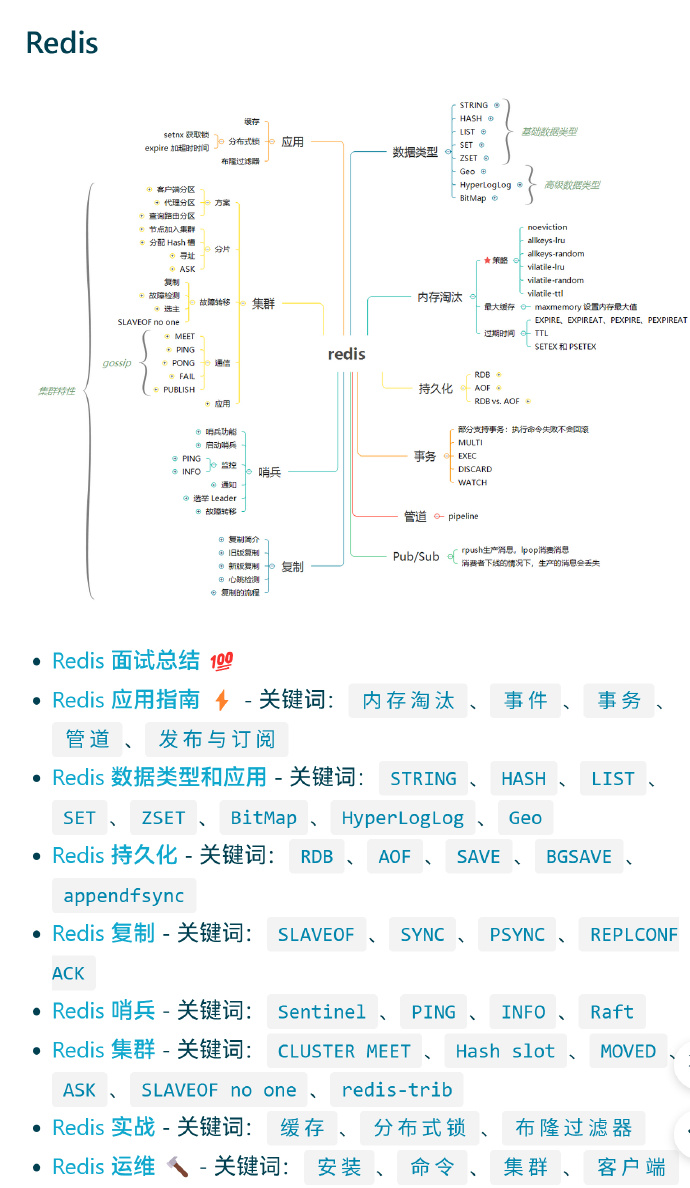 Redis
redis
应用
缓存
分布式锁
setnx 获取锁
expire 加超时时间
布隆过滤器
集群
方案
客户端分区
代理分区
查询路由分区
分片
节点加入集群
分配 Hash 槽
寻址
ASK
故障转移
复制
故障检测
选主
SLAVEOF no one
通信
gossip
MEET
PING
PONG
FAIL
PUBLISH
应用
集群特性
哨兵
哨兵功能
启动哨兵
监控
PING
INFO
通知
选举 Leader
故障转移
复制
复制简介
旧版复制
新版复制
心跳检测
复制的流程
数据类型
STRING
HASH
LIST
SET
ZSET
基础数据类型
Geo
HyperLogLog
BitMap
高级数据类型
内存淘汰
策略
noeviction
allkeys-lru
allkeys-random
vilatile-lru
vilatile-random
vilatile-ttl
最大缓存
maxmemory 设置内存最大值
过期时间
EXPIRE、EXPIREAT、PEXPIRE、PEXPIREAT
TTL
SETEX 和 PSETEX
持久化
RDB
AOF
RDB vs. AOF
事务
部分支持事务：执行命令失败不会回滚
MULTI
EXEC
DISCARD
WATCH
管道
pipeline
Pub/Sub
rpush生产消息，lpop消费消息
消费者下线的情况下，生产的消息会丢失
Redis 面试总结 💯
Redis 应用指南 ⚡ - 关键词：内存淘汰、事件、事务、
管道、发布与订阅
Redis 数据类型和应用 - 关键词：STRING、HASH、LIST、
SET、ZSET、BitMap、HyperLogLog、Geo
Redis 持久化 - 关键词：RDB、AOF、SAVE、BGSAVE、
appendfsync
Redis 复制 - 关键词：SLAVEOF、SYNC、PSYNC、REPLCONF
ACK
Redis 哨兵 - 关键词：Sentinel、PING、INFO、Raft
Redis 集群 - 关键词：CLUSTER MEET、Hash slot、MOVED、
ASK、SLAVEOF no one、redis-trib
Redis 实战 - 关键词：缓存、分布式锁、布隆过滤器
Redis 运维 🔨 - 关键词：安装、命令、集群、客户端